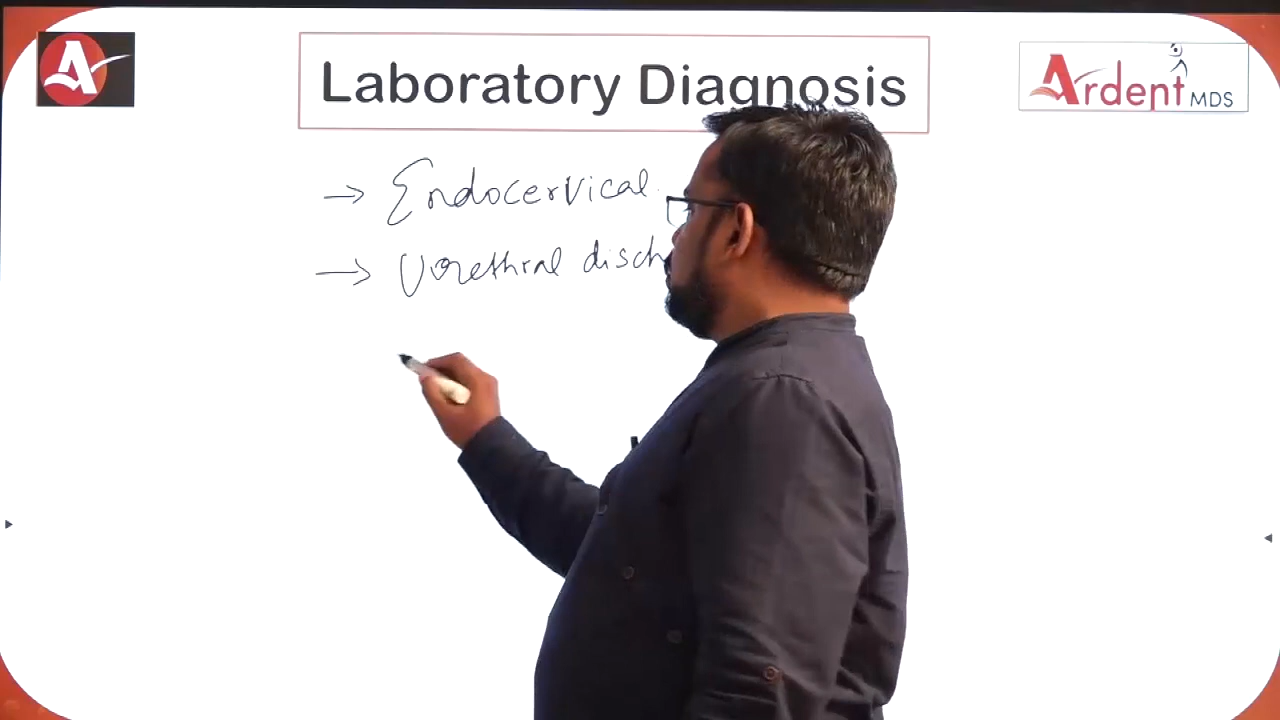 Laboratory Diagnosis
Ardent MDS
→ Endocervical
→ Urethral disch